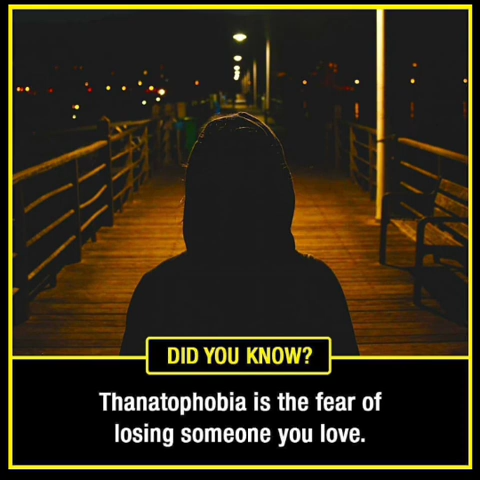 DID YOU KNOW?
Thanatophobia is the fear of
losing someone you love.